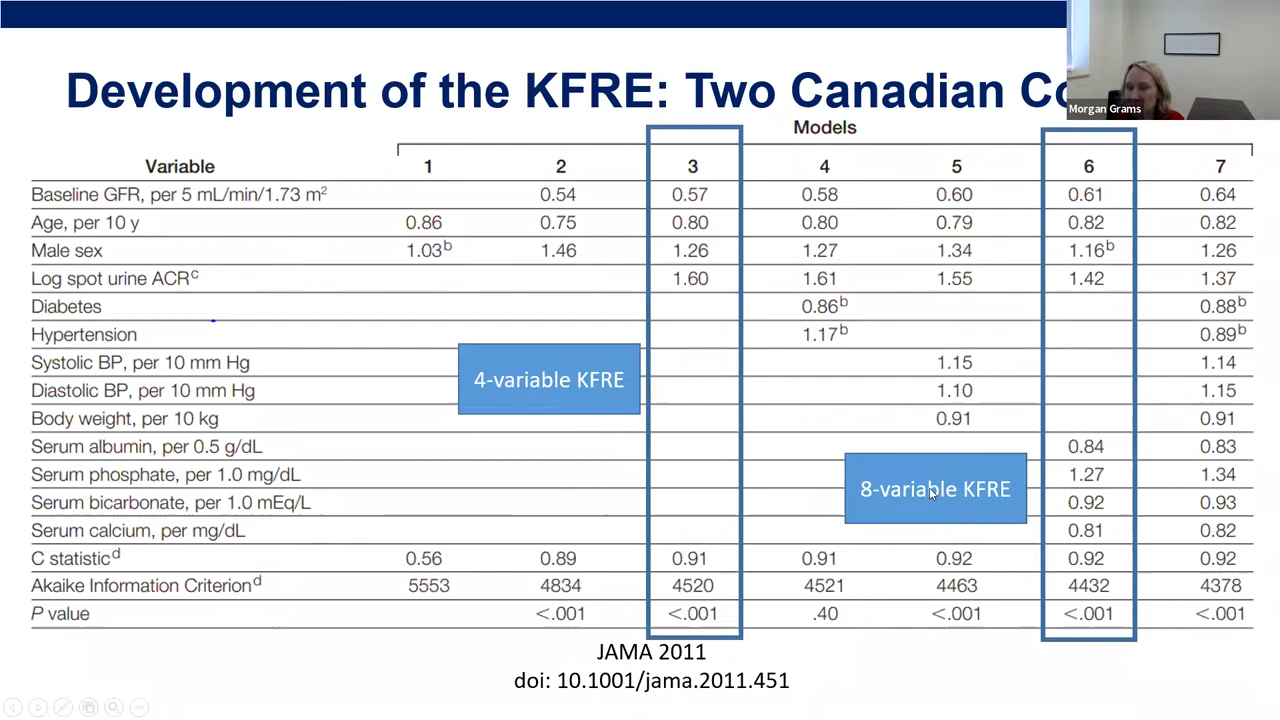 Development of the KFRE: Two Canadian Co
Morgan Grams
Models
Variable 1 2 3 4 5 6 7
Baseline GFR, per 5 mL/min/1.73 m² 0.54 0.57 0.58 0.60 0.61 0.64
Age, per 10 y 0.86 0.75 0.80 0.80 0.79 0.82 0.82
Male sex 1.03ᵇ 1.46 1.26 1.27 1.34 1.16ᵇ 1.26
Log spot urine ACRᶜ 1.60 1.61 1.55 1.42 1.37
Diabetes 0.86ᵇ 0.88ᵇ
Hypertension 1.17ᵇ 0.89ᵇ
Systolic BP, per 10 mm Hg 1.15 1.14
4-variable KFRE
Diastolic BP, per 10 mm Hg 1.10 1.15
Body weight, per 10 kg 0.91 0.91
Serum albumin, per 0.5 g/dL 0.84 0.83
Serum phosphate, per 1.0 mg/dL 1.27 1.34
8-variable KFRE
Serum bicarbonate, per 1.0 mEq/L 0.92 0.93
Serum calcium, per mg/dL 0.81 0.82
C statisticᵈ 0.56 0.89 0.91 0.91 0.92 0.92 0.92
Akaike Information Criterionᵈ 5553 4834 4520 4521 4463 4432 4378
P value <.001 <.001 .40 <.001 <.001 <.001
JAMA 2011
doi: 10.1001/jama.2011.451